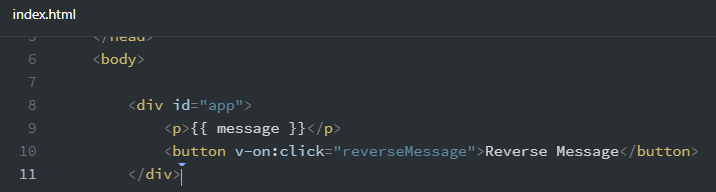 index.html
5 </head>
6 <body>
7
8 <div id="app">
9 <p>{{ message }}</p>
10 <button v-on:click="reverseMessage">Reverse Message</button>
11 </div>